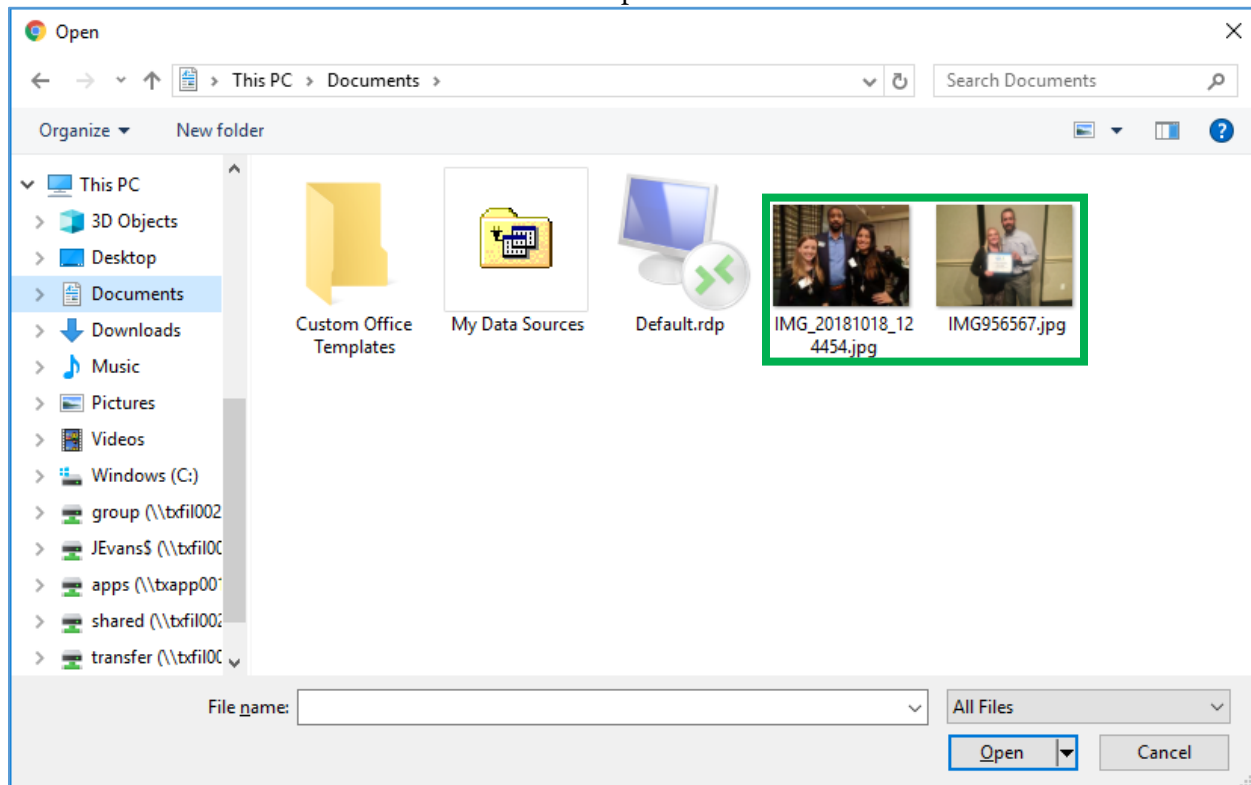 Open
This PC > Documents >
Search Documents
Organize
New folder
This PC
3D Objects
Desktop
Documents
Downloads
Music
Pictures
Videos
Windows (C:)
group (\\txfil002
JEvans$ (\\txfil00
apps (\\txapp001
shared (\\txfil002
transfer (\\txfil00
Custom Office
Templates
My Data Sources
Default.rdp
IMG_20181018_12
4454.jpg
IMG956567.jpg
File name:
All Files
Open
Cancel